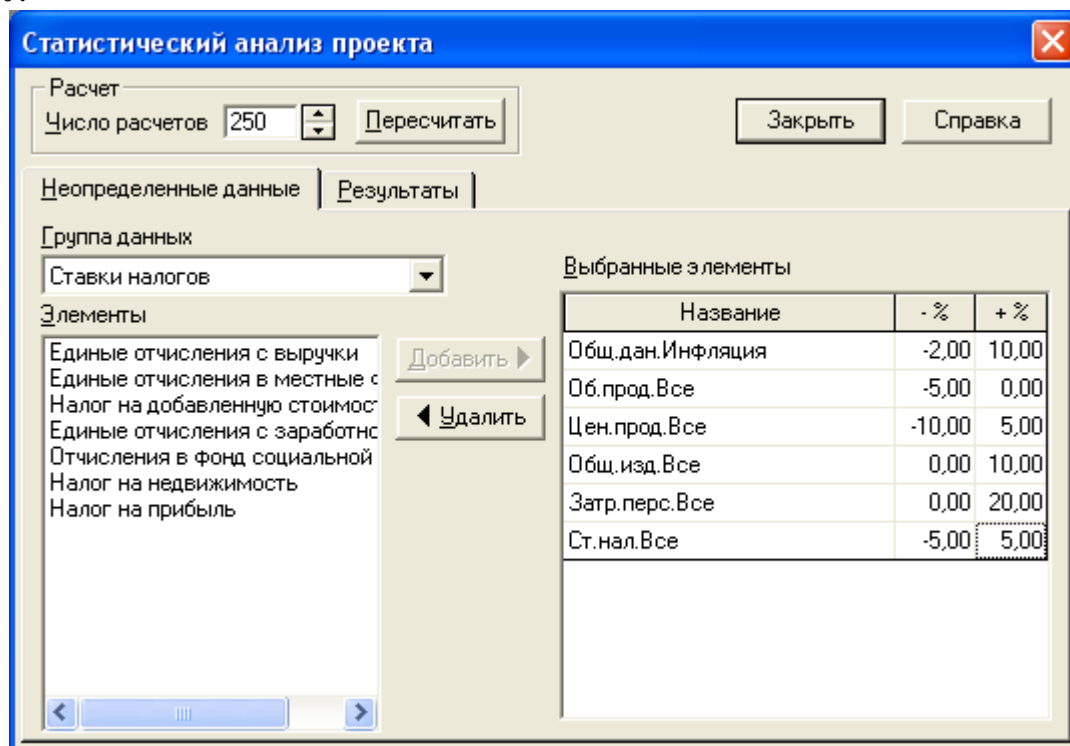 Статистический анализ проекта
Расчет
Число расчетов 250 Пересчитать
Закрыть Справка
Неопределенные данные Результаты
Группа данных
Ставки налогов
Элементы
Единые отчисления с выручки
Единые отчисления в местные
Налог на добавленную стоимос
Единые отчисления с заработнс
Отчисления в фонд социальной
Налог на недвижимость
Налог на прибыль
Добавить
Удалить
Выбранные элементы
Название - % + %
Общ.дан.Инфляция -2,00 10,00
Об.прод.Все -5,00 0,00
Цен.прод.Все -10,00 5,00
Общ.изд.Все 0,00 10,00
Затр.перс.Все 0,00 20,00
Ст.нал.Все -5,00 5,00